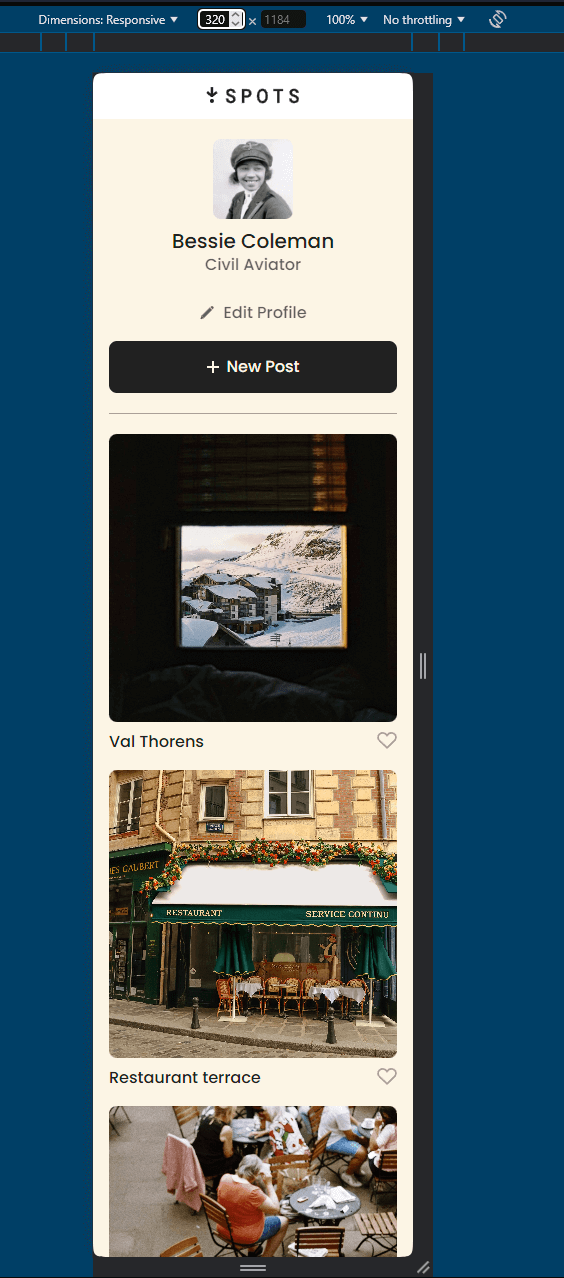 Dimensions: Responsive 320 × 1184 100% No throttling
SPOTS
Bessie Coleman
Civil Aviator
Edit Profile
+ New Post
Val Thorens
GAUBERT
RESTAURANT SERVICE CONTINU
Restaurant terrace